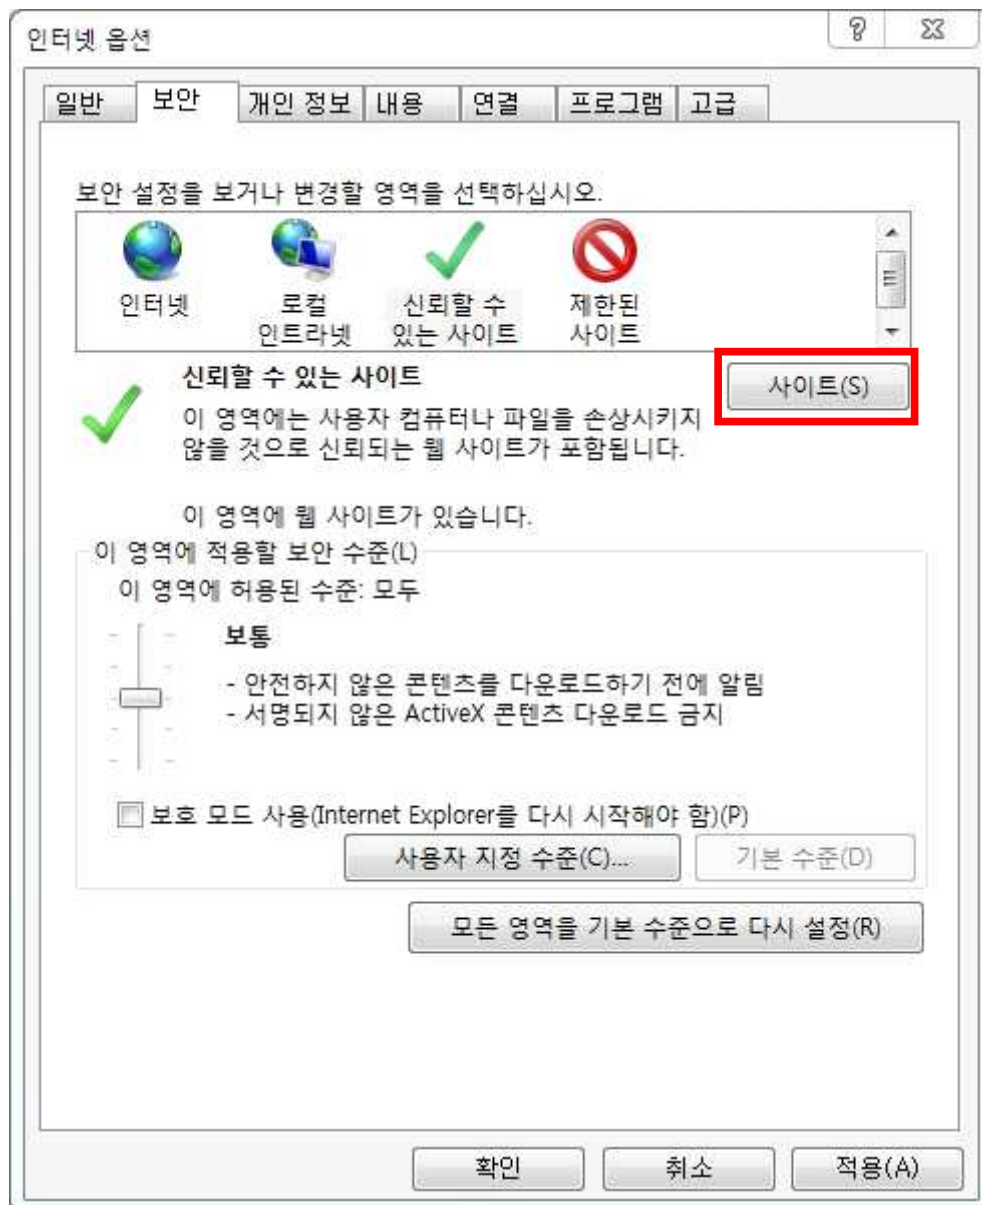 인터넷 옵션
일반 보안 개인 정보 내용 연결 프로그램 고급
보안 설정을 보거나 변경할 영역을 선택하십시오.
인터넷 로컬 신뢰할 수 제한된
인트라넷 있는 사이트 사이트
신뢰할 수 있는 사이트
사이트(S)
이 영역에는 사용자 컴퓨터나 파일을 손상시키지
않을 것으로 신뢰되는 웹 사이트가 포함됩니다.
이 영역에 웹 사이트가 있습니다.
이 영역에 적용할 보안 수준(L)
이 영역에 허용된 수준: 모두
보통
- 안전하지 않은 콘텐츠를 다운로드하기 전에 알림
- 서명되지 않은 ActiveX 콘텐츠 다운로드 금지
보호 모드 사용(Internet Explorer를 다시 시작해야 함)(P)
사용자 지정 수준(C)... 기본 수준(D)
모든 영역을 기본 수준으로 다시 설정(R)
확인 취소 적용(A)